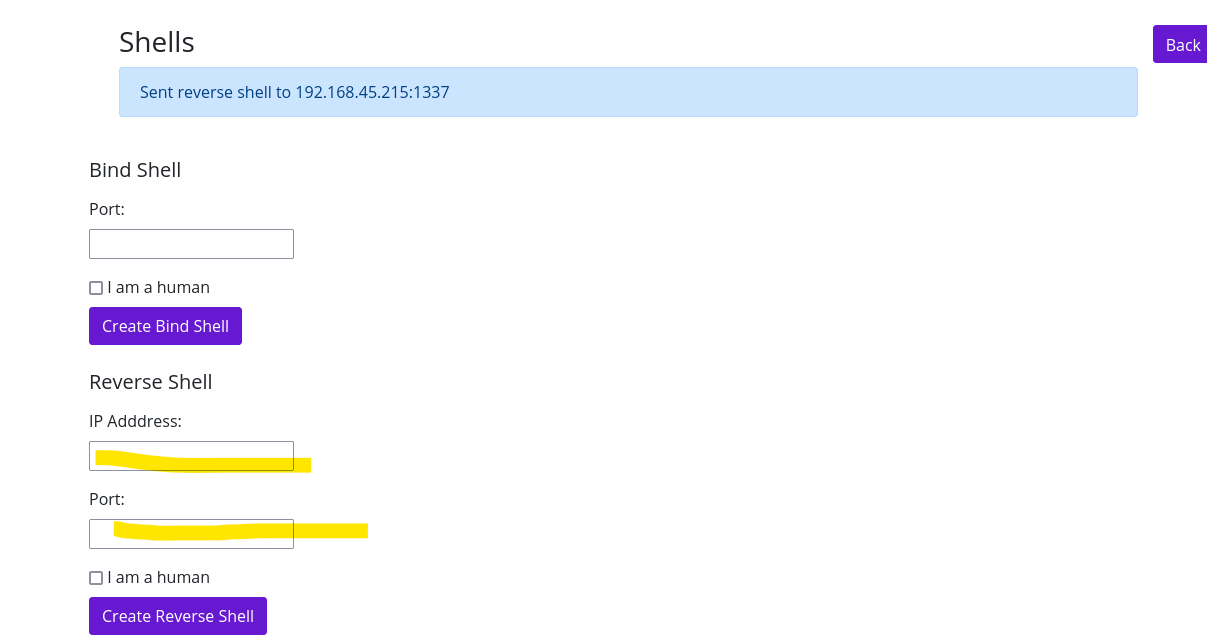 Shells
Back
Sent reverse shell to 192.168.45.215:1337
Bind Shell
Port:
I am a human
Create Bind Shell
Reverse Shell
IP Adddress:
Port:
I am a human
Create Reverse Shell